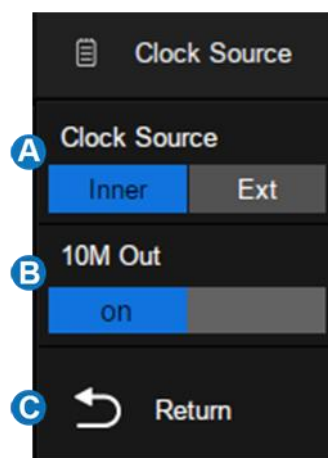 Clock Source
A
Clock Source
Inner Ext
B
10M Out
on
C
Return